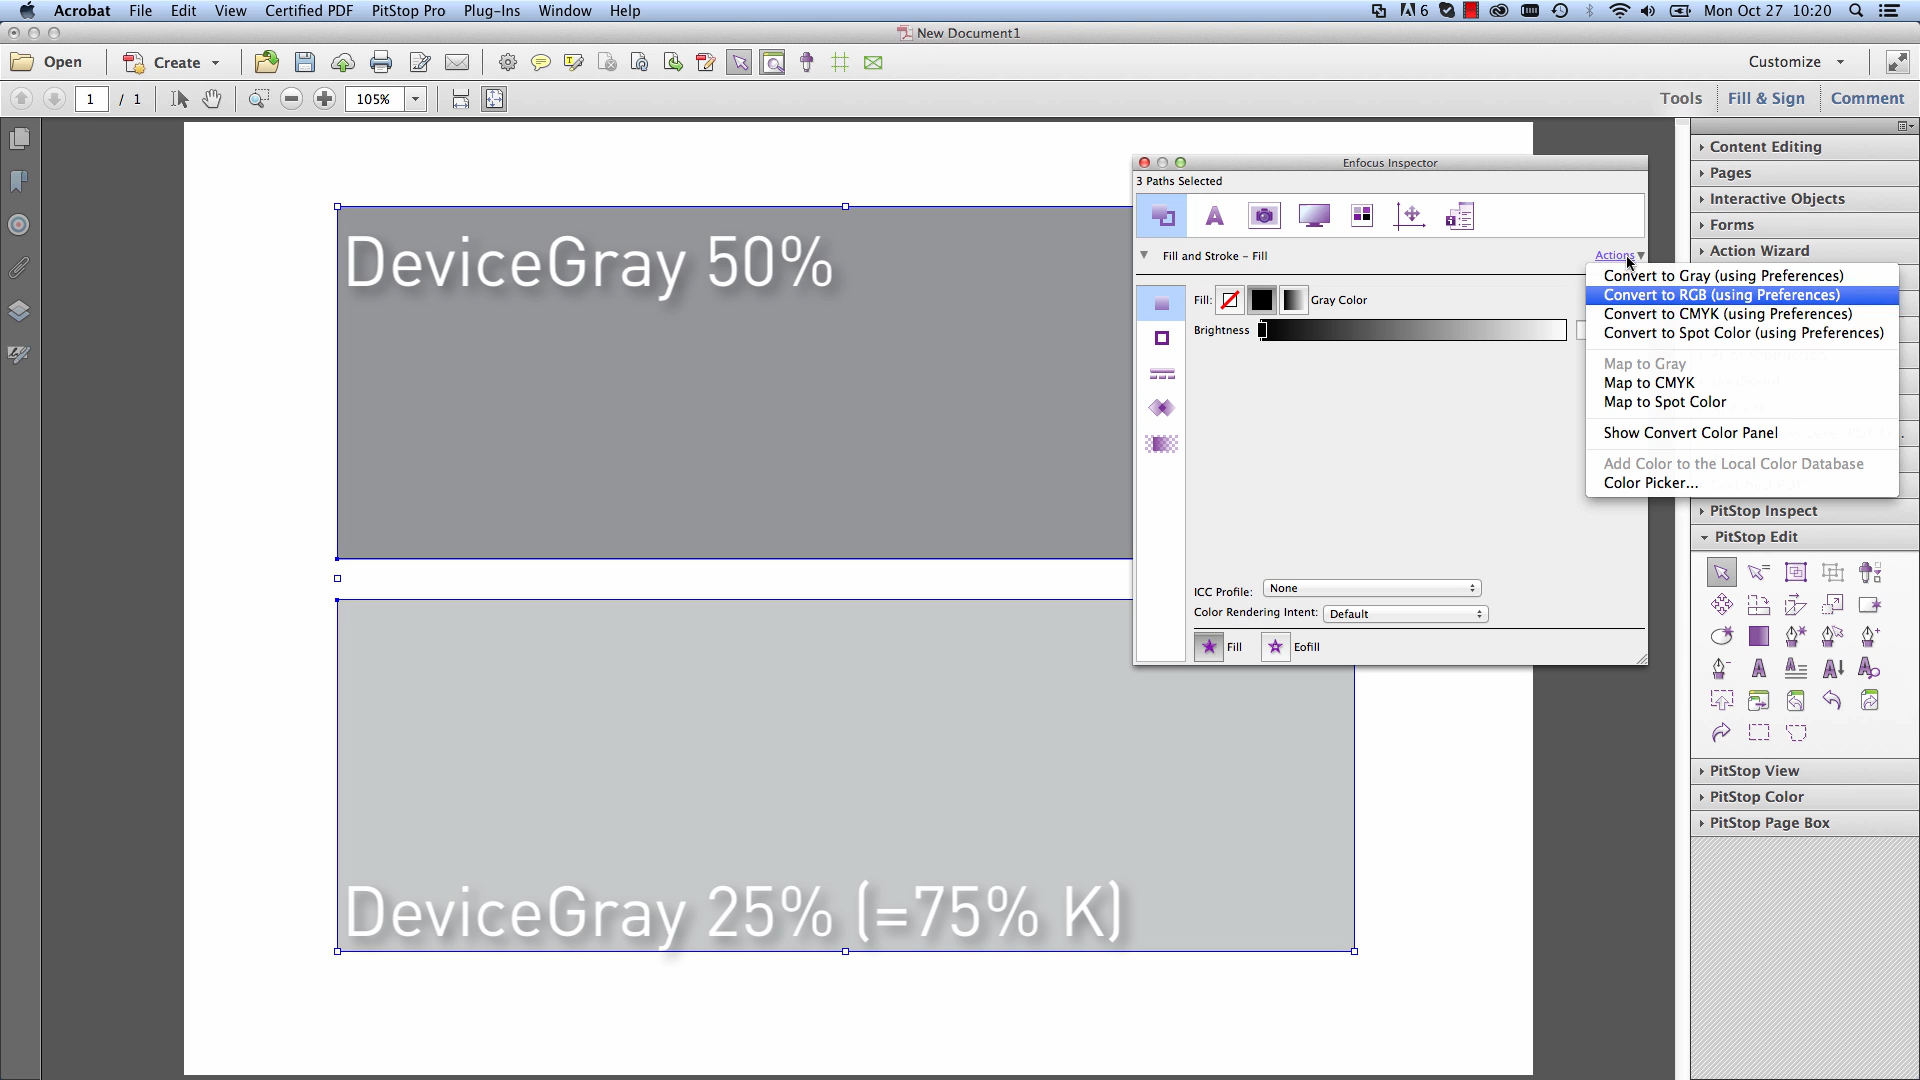 Acrobat File Edit View Certified PDF PitStop Pro Plug-Ins Window Help 6 Mon Oct 27 10:20
New Document1
Open Create Customize
1 / 1 105% Tools Fill & Sign Comment
Content Editing
Pages
Interactive Objects
Forms
Action Wizard
Enfocus Inspector
3 Paths Selected
Fill and Stroke - Fill Actions
Fill: Gray Color
Brightness
Convert to Gray (using Preferences)
Convert to RGB (using Preferences)
Convert to CMYK (using Preferences)
Convert to Spot Color (using Preferences)
Map to Gray
Map to CMYK
Map to Spot Color
Show Convert Color Panel
Add Color to the Local Color Database
Color Picker...
ICC Profile: None
Color Rendering Intent: Default
Fill Eofill
DeviceGray 50%
DeviceGray 25% (=75% K)
PitStop Inspect
PitStop Edit
PitStop View
PitStop Color
PitStop Page Box